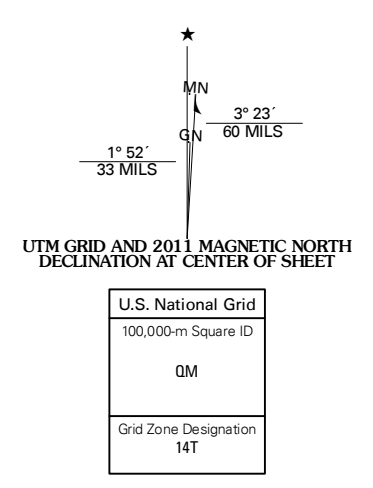 ★
MN
3° 23´
GN
60 MILS
1° 52´
33 MILS
UTM GRID AND 2011 MAGNETIC NORTH
DECLINATION AT CENTER OF SHEET
U.S. National Grid
100,000-m Square ID
QM
Grid Zone Designation
14T